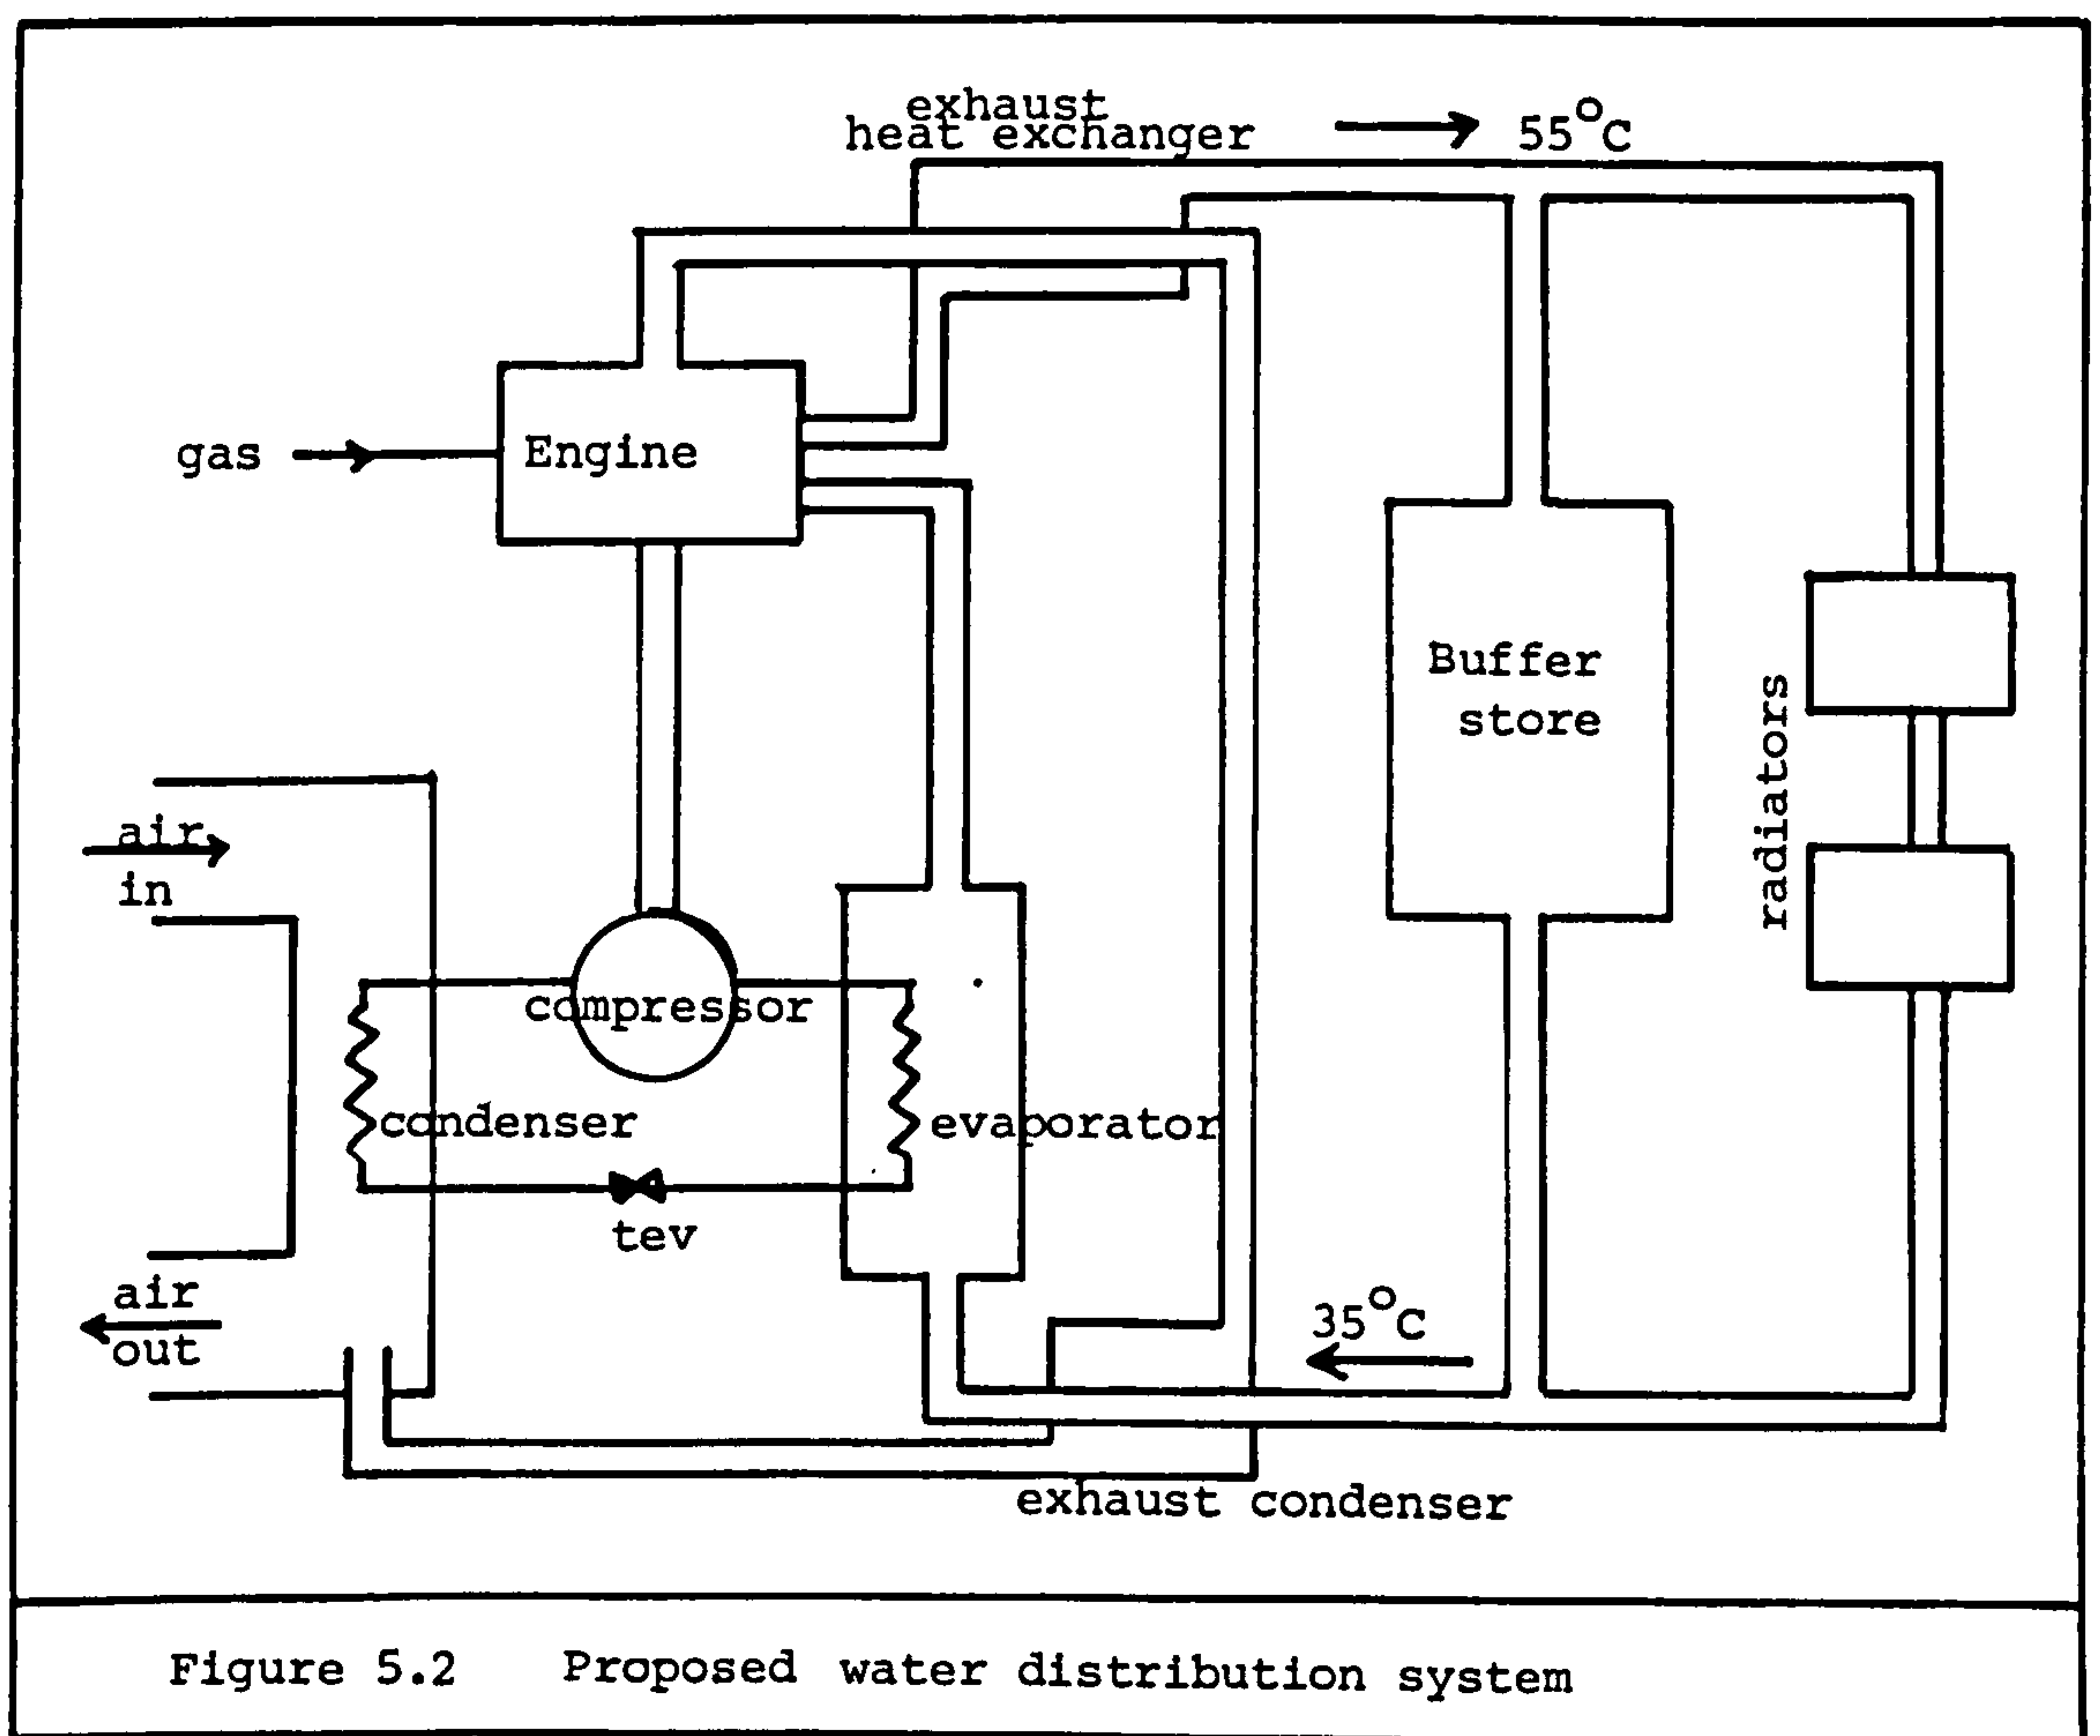 exhaust
heat exchanger
55°C
gas
Engine
Buffer
store
radiators
air
in
compressor
condenser
evaporator
tev
air
out
35°C
exhaust condenser
Figure 5.2 Proposed water distribution system